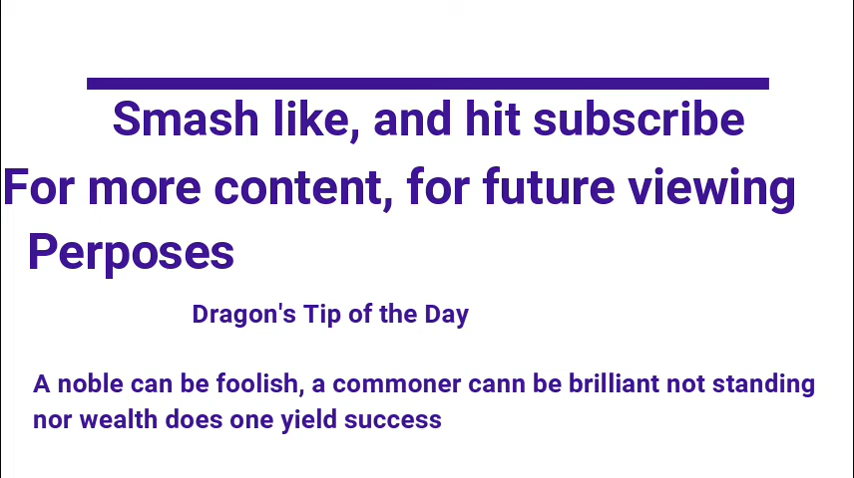 Smash like, and hit subscribe
For more content, for future viewing
Perposes
Dragon's Tip of the Day
A noble can be foolish, a commoner cann be brilliant not standing
nor wealth does one yield success